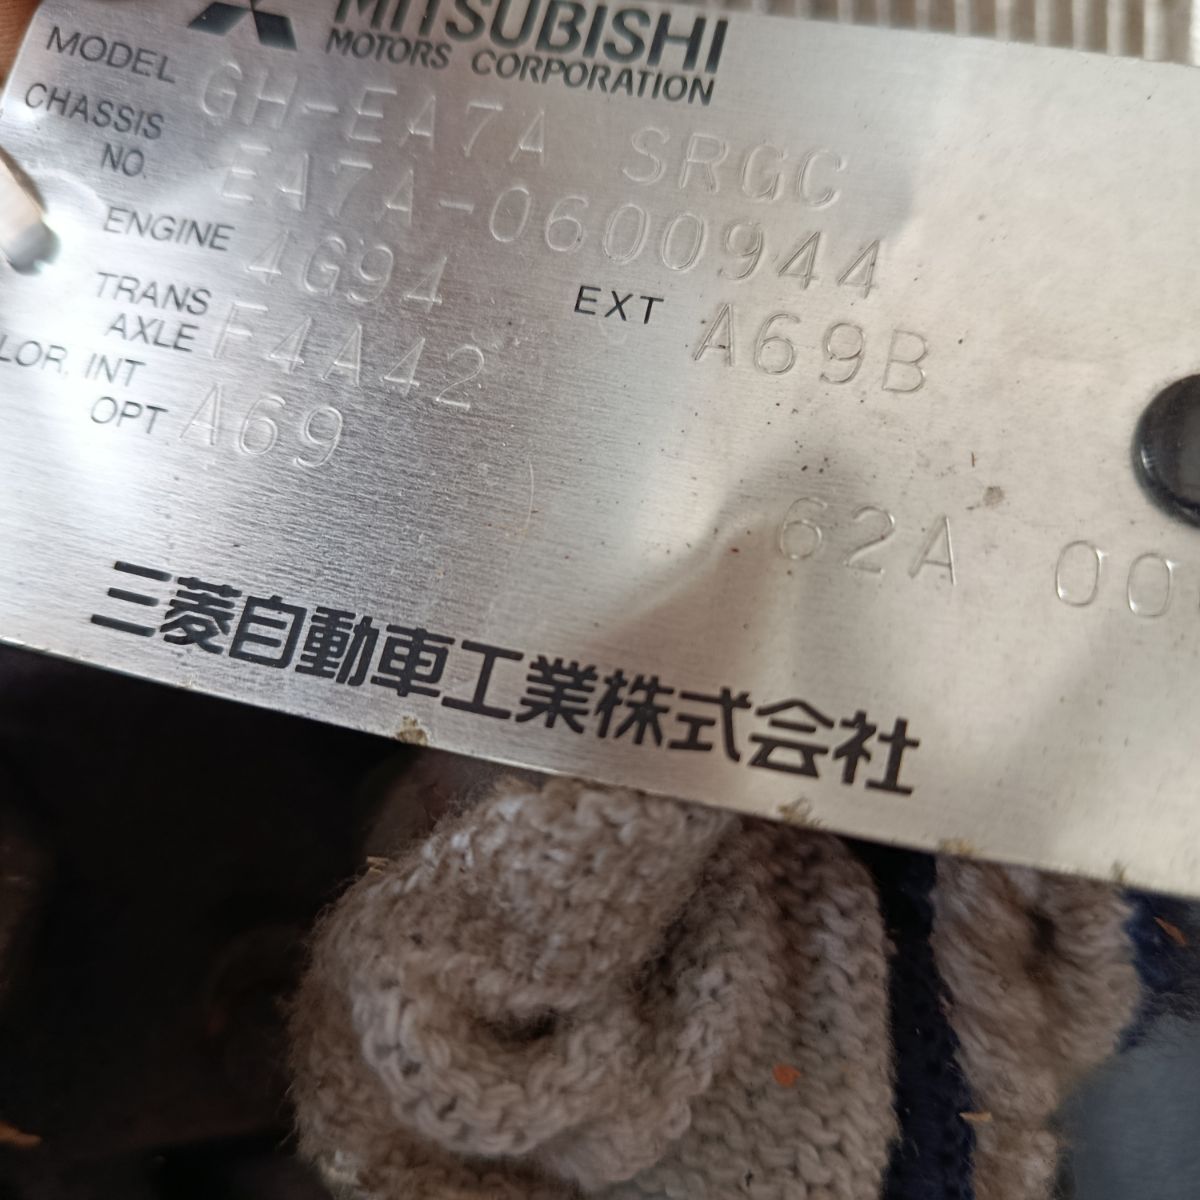 MITSUBISHI
MOTORS CORPORATION
MODEL GH-EA7A SRGC
CHASSIS NO. EA7A-0600944
ENGINE 4G94 EXT A69B
TRANS AXLE F4A42
LOR, INT A69
OPT
62A 00
三菱自動車工業株式会社